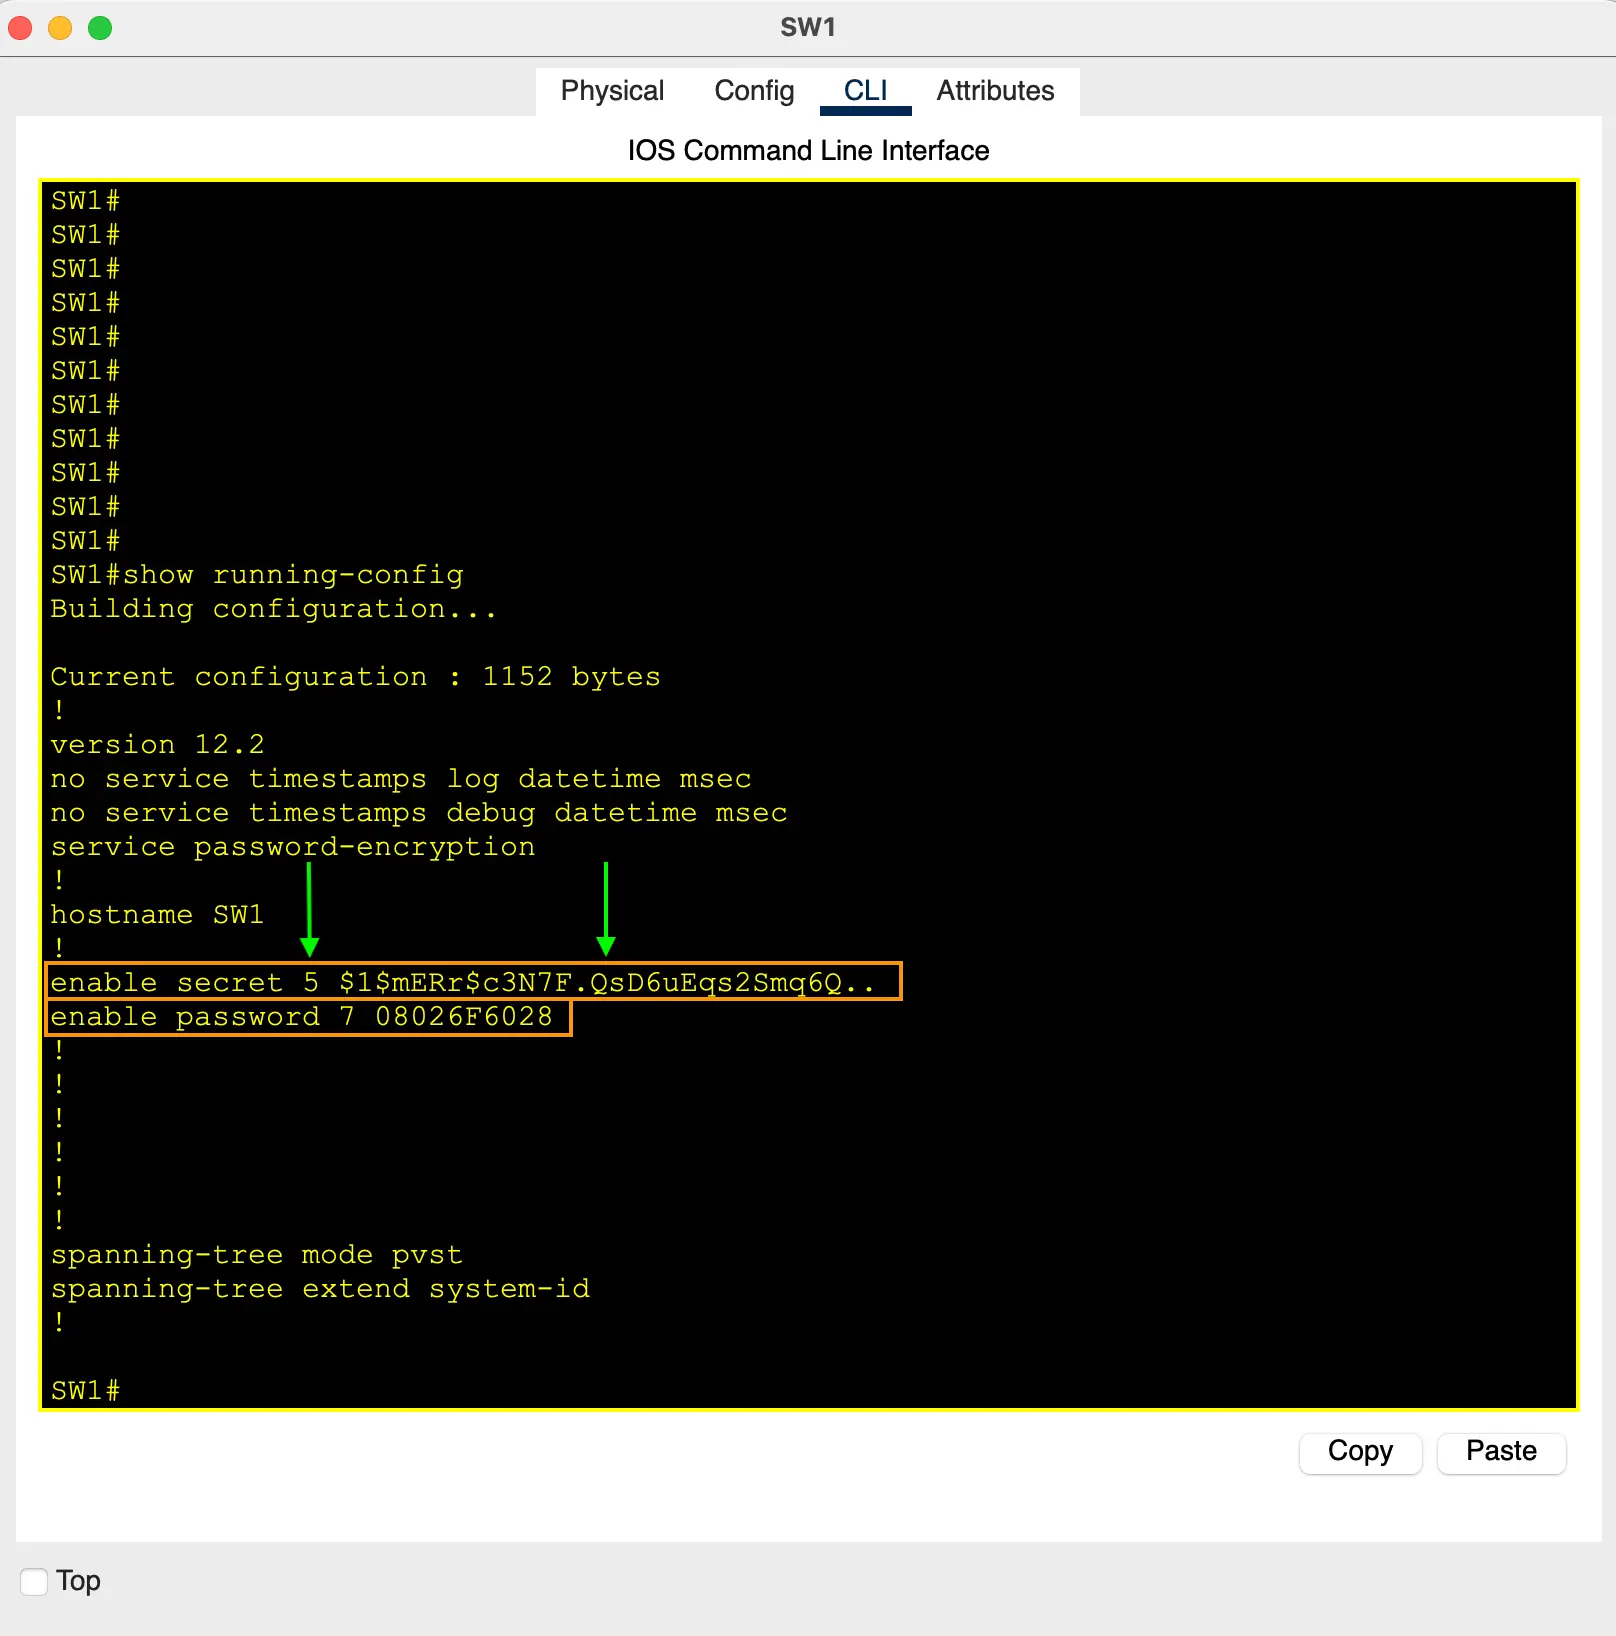 SW1
Physical Config CLI Attributes
IOS Command Line Interface
SW1#
SW1#
SW1#
SW1#
SW1#
SW1#
SW1#
SW1#
SW1#
SW1#
SW1#
SW1#show running-config
Building configuration...
Current configuration : 1152 bytes
!
version 12.2
no service timestamps log datetime msec
no service timestamps debug datetime msec
service password-encryption
!
hostname SW1
!
enable secret 5 $1$mERr$c3N7F.QsD6uEqs2Smq6Q..
enable password 7 08026F6028
!
!
!
!
!
!
spanning-tree mode pvst
spanning-tree extend system-id
!
SW1#
Copy Paste
Top